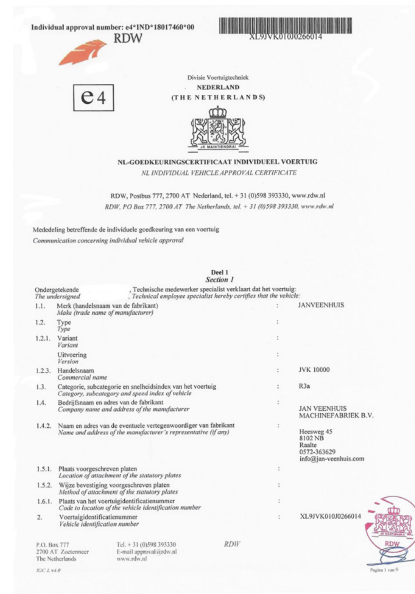 Individual approval number: e4*IND*18017460*00
XL9JVK010J0266014
RDW
Divisie Voertuigtechniek
NEDERLAND
(THE NETHERLANDS)
e4
JE MAINTIENDRAI
NL-GOEDKEURINGSCERTIFICAAT INDIVIDUEEL VOERTUIG
NL INDIVIDUAL VEHICLE APPROVAL CERTIFICATE
RDW, Postbus 777, 2700 AT Nederland, tel. + 31 (0)598 393330, www.rdw.nl
RDW, PO Box 777, 2700 AT The Netherlands, tel. + 31 (0)598 393330, www.rdw.nl
Mededeling betreffende de individuele goedkeuring van een voertuig
Communication concerning individual vehicle approval
Deel 1
Section 1
Ondergetekende , Technische medewerker specialist verklaart dat het voertuig:
The undersigned , Technical employee specialist hereby certifies that the vehicle:
1.1. Merk (handelsnaam van de fabrikant) : JANVEENHUIS
Make (trade name of manufacturer)
1.2. Type :
Type
1.2.1. Variant :
Variant
Uitvoering :
Version
1.2.3. Handelsnaam : JVK 10000
Commercial name
1.3. Categorie, subcategorie en snelheidsindex van het voertuig : R3a
Category, subcategory and speed index of vehicle
1.4. Bedrijfsnaam en adres van de fabrikant :
Company name and address of the manufacturer JAN VEENHUIS
MACHINEFABRIEK B.V.
1.4.2. Naam en adres van de eventuele vertegenwoordiger van fabrikant :
Name and address of the manufacturer's representative (if any) Heesweg 45
8102 NB
Raalte
0572-363629
info@jan-veenhuis.com
1.5.1. Plaats voorgeschreven platen :
Location of attachment of the statutory plates
1.5.2. Wijze bevestiging voorgeschreven platen :
Method of attachment of the statutory plates
1.6.1. Plaats van het voertuigidentificatienummer :
Code to location of the vehicle identification number
2. Voertuigidentificatienummer : XL9JVK010J0266014
Vehicle identification number
P.O. Box 777 Tel. + 31 (0)598 393330 RDW
2700 AT Zoetermeer E-mail approval@rdw.nl
The Netherlands www.rdw.nl
RDW
Pagina 1 van